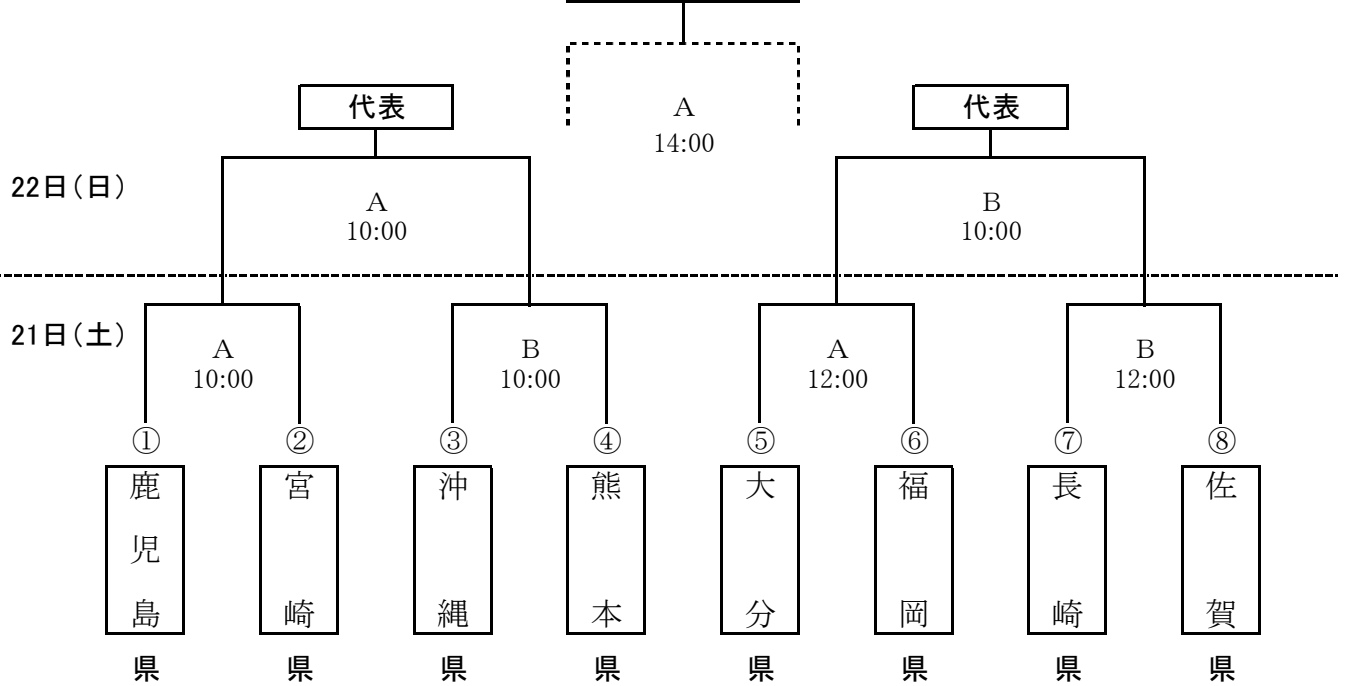 A
14:00
代表
代表
22日（日）
A
10:00
B
10:00
21日（土）
A
10:00
B
10:00
A
12:00
B
12:00
①
②
③
④
⑤
⑥
⑦
⑧
鹿児島
宮崎
沖縄
熊本
大分
福岡
長崎
佐賀
県
県
県
県
県
県
県
県